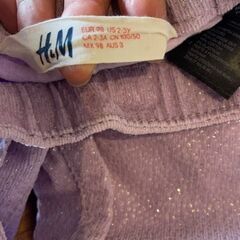 H&M
EUR 98 US 2-3Y
CA 2-3A CN 100/50
MX 98 AUS 3